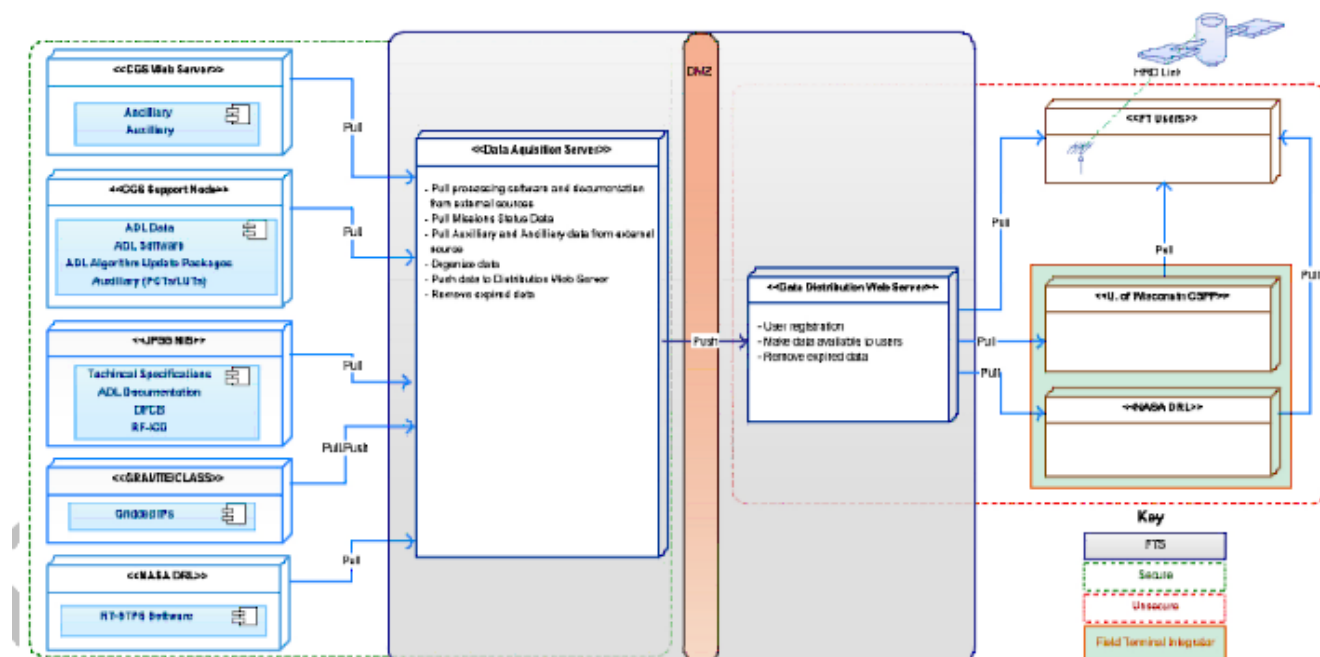 <<CGS Web Server>>
Ancillary
Auxiliary
Pull
<<CGS Support Node>>
ADL Data
ADL Software
ADL Algorithm Update Packages
Auxiliary (PCTs/LUTs)
Pull
<<JPSS MIS>>
Technical Specifications
ADL Documentation
DFCB
RF-ICD
Pull
<<GRAVITE/CLASS>>
Gridded IPs
Pull/Push
<<NASA DRL>>
RT-STPS Software
Pull
<<Data Aquisition Server>>
- Pull processing software and documentation
from external sources
- Pull Missions Status Data
- Pull Auxiliary and Ancillary data from external
source
- Organize data
- Push data to Distribution Web Server
- Remove expired data
DMZ
Push
<<Data Distribution Web Server>>
- User registration
- Make data available to users
- Remove expired data
Pull
Pull
Pull
HRD Link
<<FT Users>>
Pull
Pull
<<U. of Wisconsin CSPP>>
<<NASA DRL>>
Key
FTS
Secure
Unsecure
Field Terminal Integrator